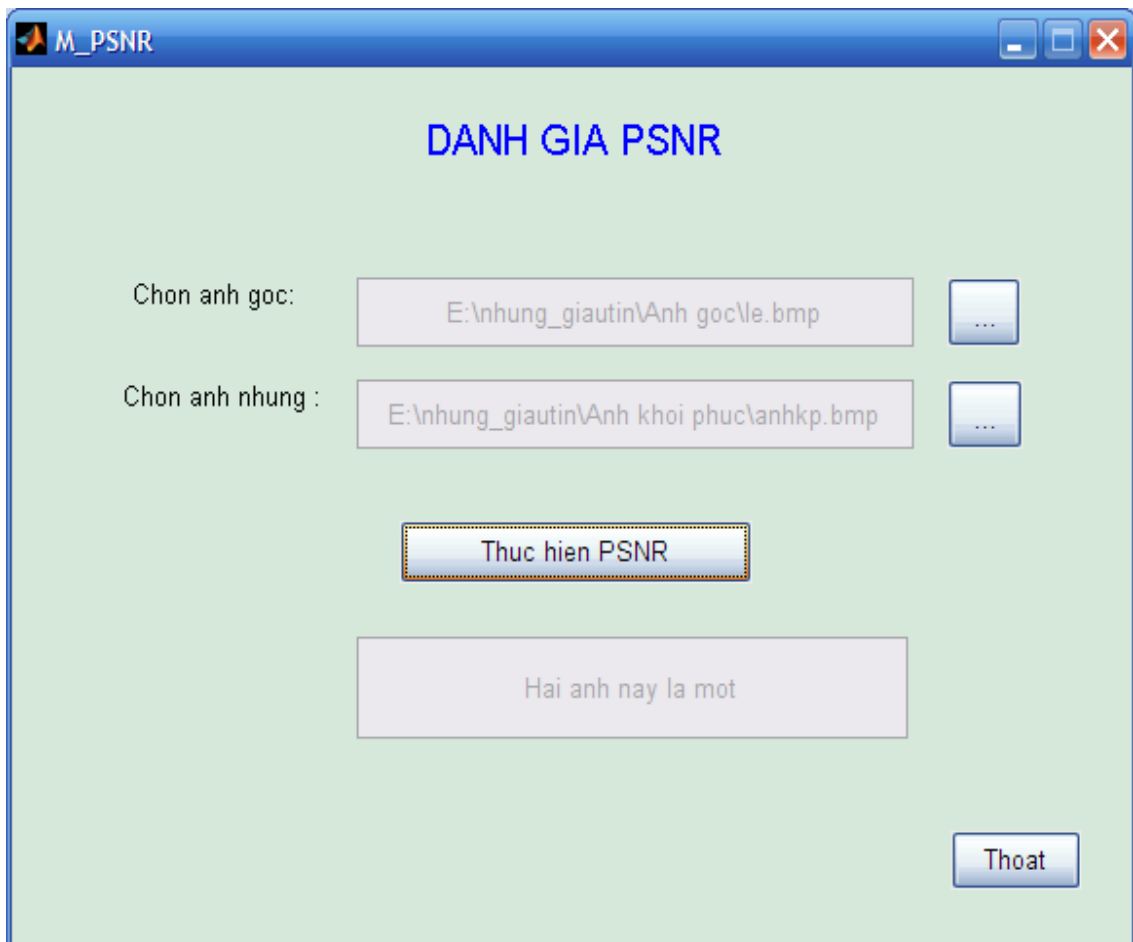 M_PSNR
DANH GIA PSNR
Chon anh goc:
E:\nhung_giautin\Anh goc\le.bmp
...
Chon anh nhung :
E:\nhung_giautin\Anh khoi phuc\anhkp.bmp
...
Thuc hien PSNR
Hai anh nay la mot
Thoat